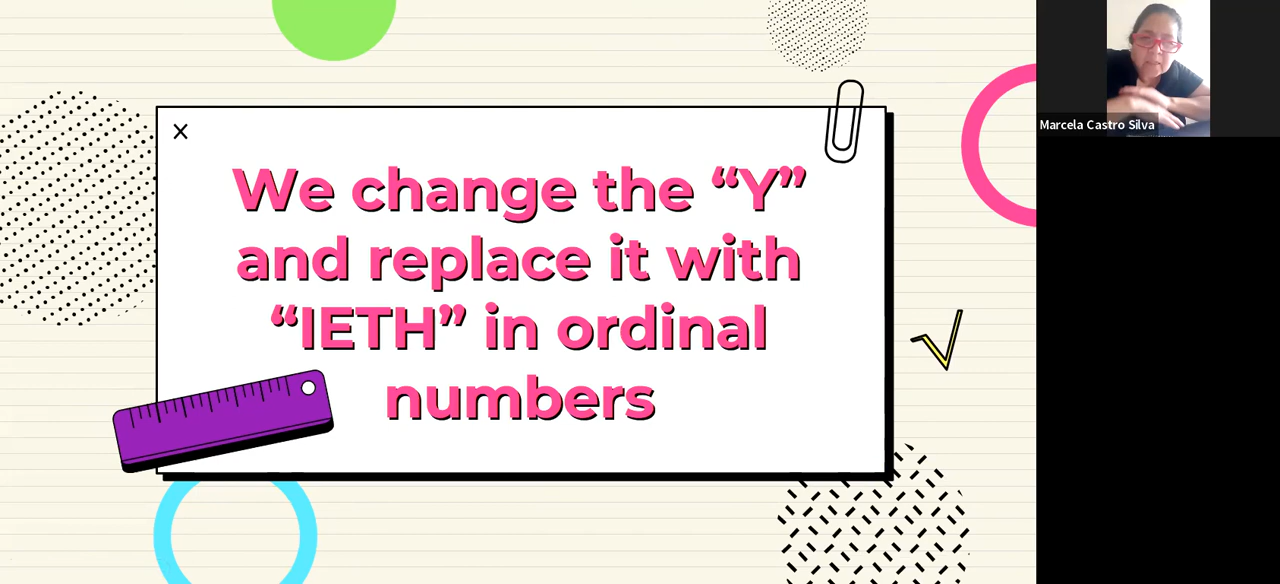 We change the “Y”
and replace it with
“IETH” in ordinal
numbers
Marcela Castro Silva